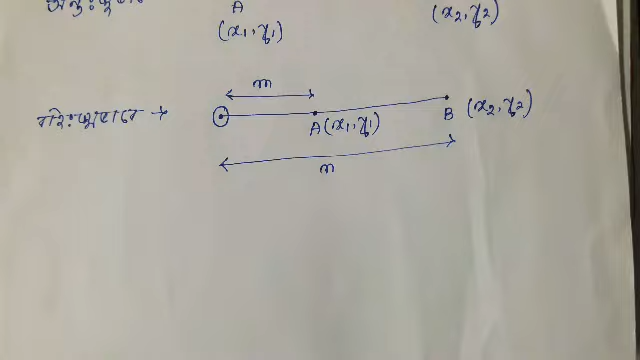 A
(x₁, y₁)
(x₂, y₂)
m
বহিঃস্থভাবে →
A(x₁, y₁)
B
(x₂, y₂)
n